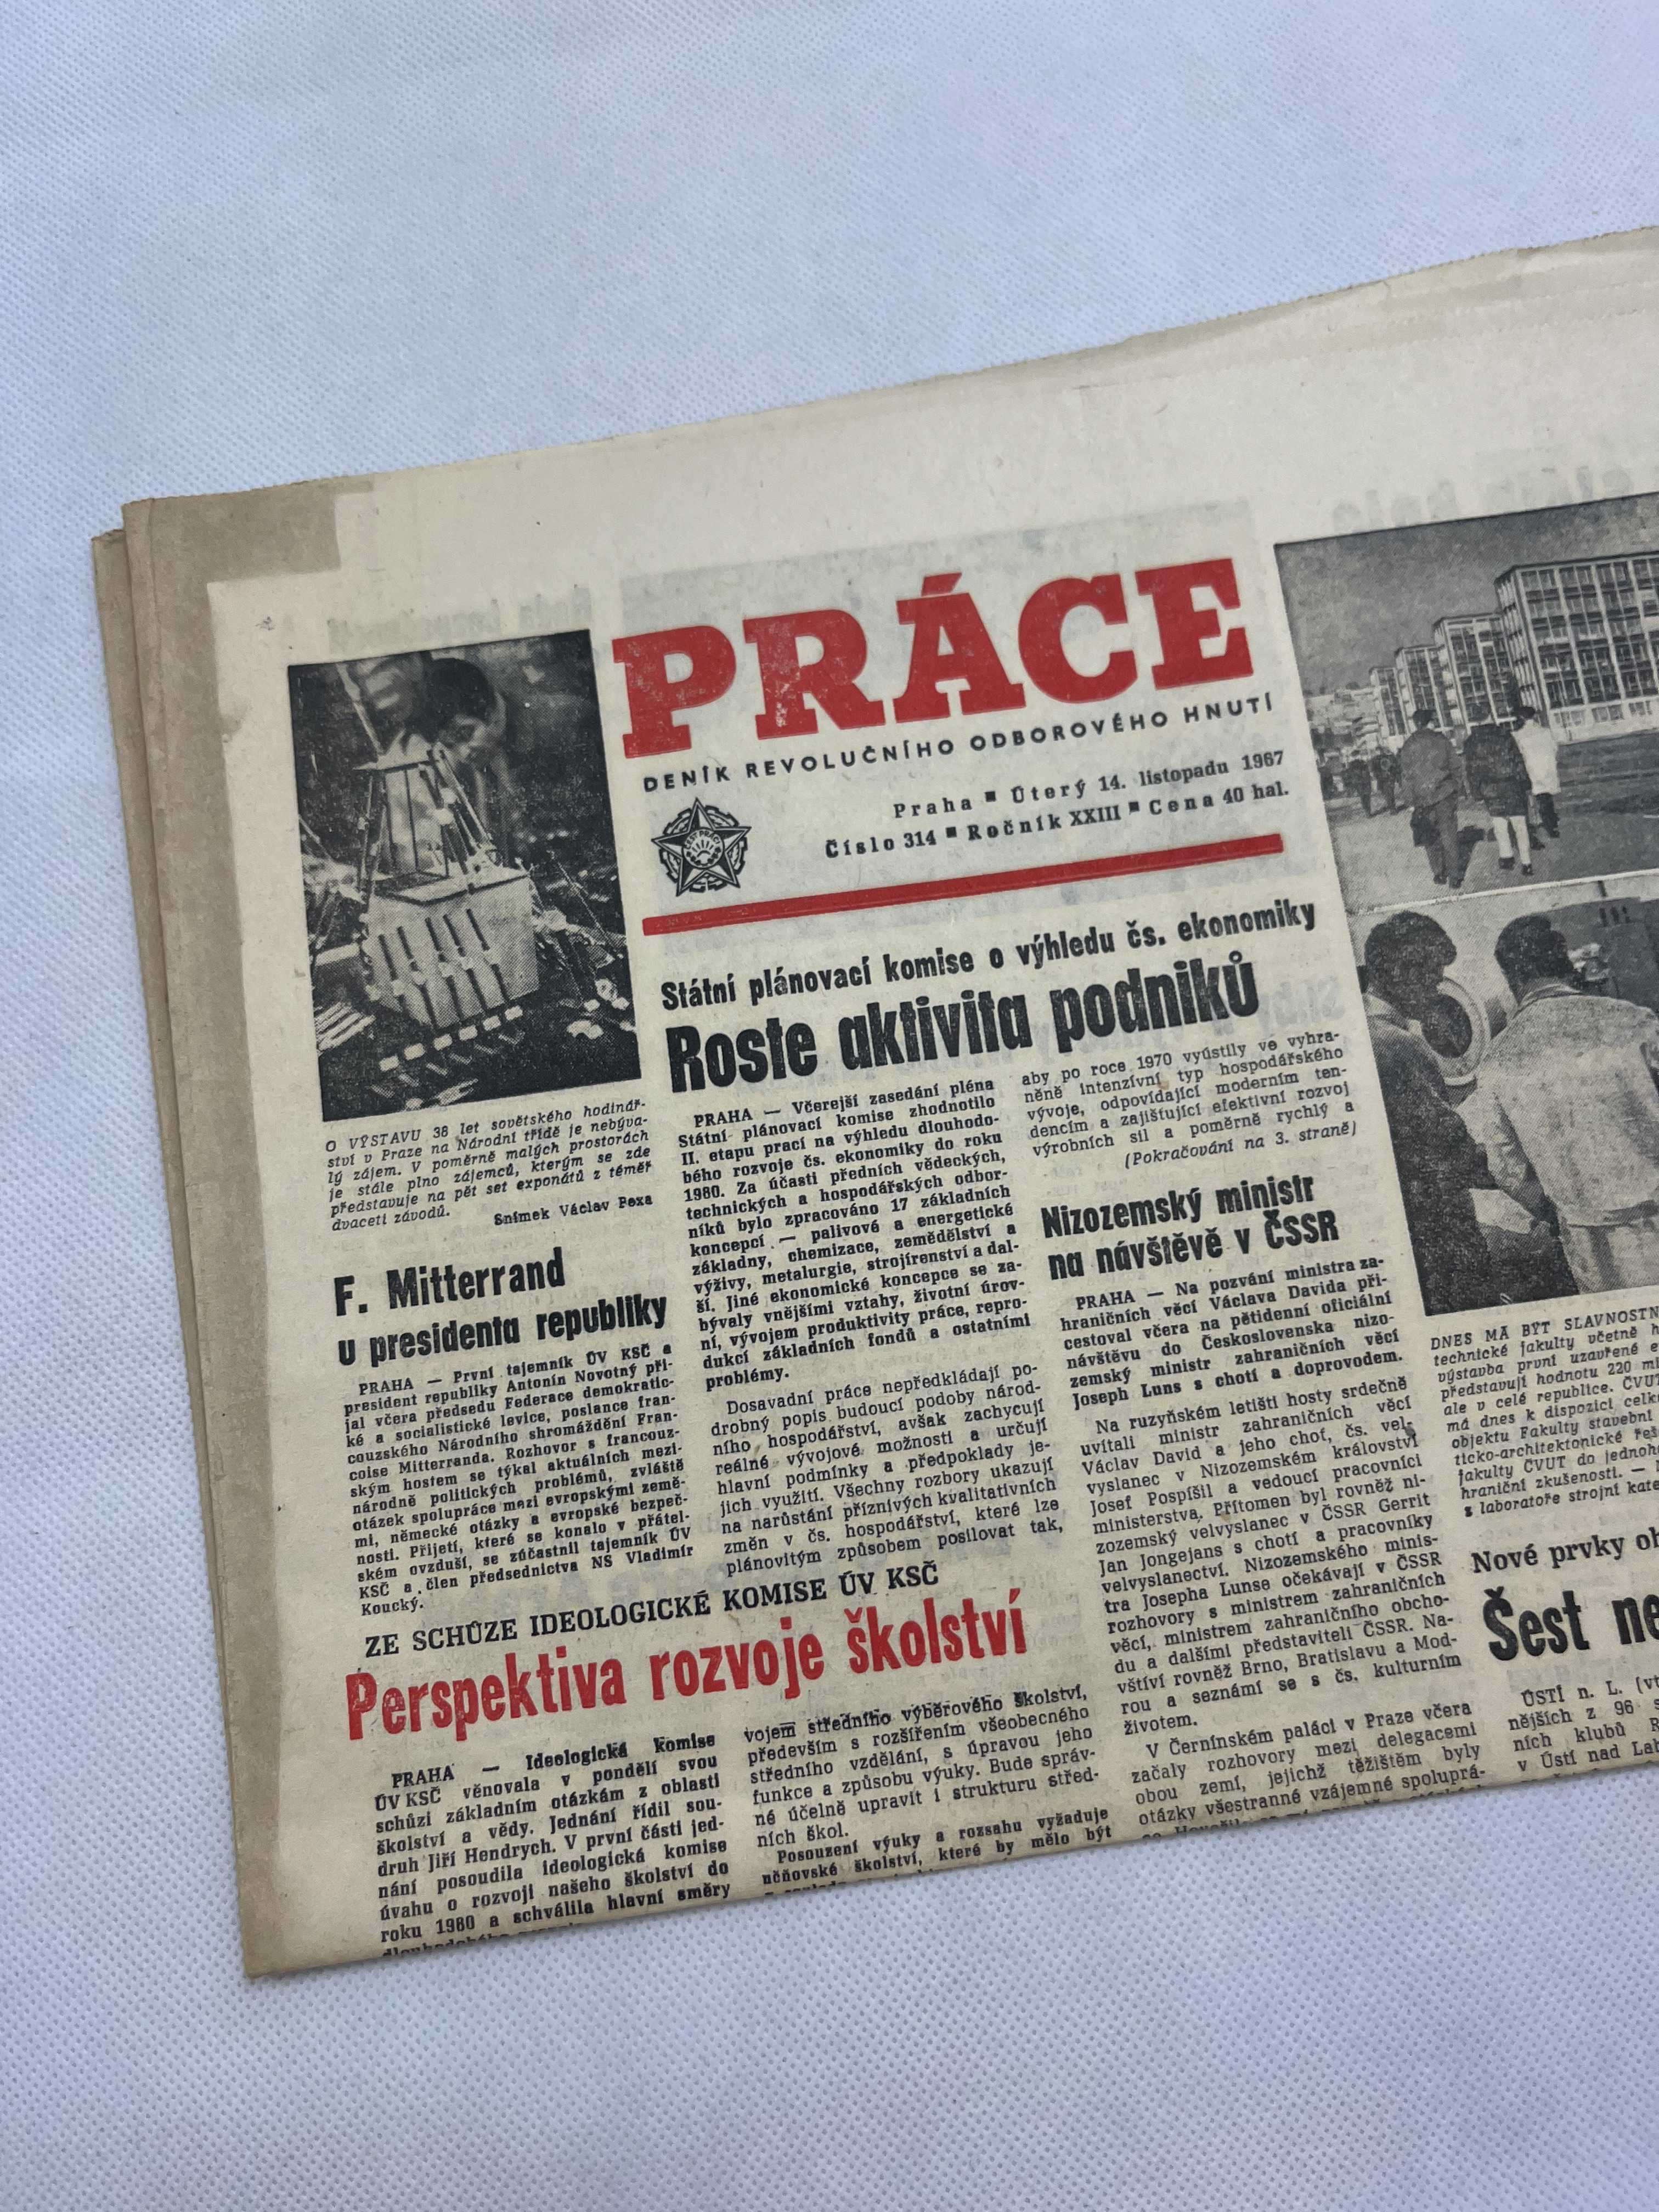 PRÁCE
DENÍK REVOLUČNÍHO ODBOROVÉHO HNUTÍ
Praha ■ Úterý 14. listopadu 1967
Číslo 314 ■ Ročník XXIII ■ Cena 40 hal.
ČEST PRÁCI
O VÝSTAVU 38 let sovětského hodinář-
ství v Praze na Národní třídě je nebýva-
lý zájem. V poměrně malých prostorách
je stále plno zájemců, kterým se zde
představuje na pět set exponátů z téměř
dvaceti závodů.
Snímek Václav Pexa
F. Mitterrand
u presidenta republiky
PRAHA — První tajemník ÚV KSČ a
president republiky Antonín Novotný při-
jal včera předsedu Federace demokratic-
ké a socialistické levice, poslance fran-
couzského Národního shromáždění Fran-
coise Mitterranda. Rozhovor s francouz-
ským hostem se týkal aktuálních mezi-
národně politických problémů, zvláště
otázek spolupráce mezi evropskými země-
mi, německé otázky a evropské bezpeč-
nosti. Přijetí, které se konalo v přátel-
ském ovzduší, se zúčastnil tajemník ÚV
KSČ a člen předsednictva NS Vladimír
Koucký.
Státní plánovací komise o výhledu čs. ekonomiky
Roste aktivita podniků
PRAHA — Včerejší zasedání pléna
Státní plánovací komise zhodnotilo
II. etapu prací na výhledu dlouhodo-
bého rozvoje čs. ekonomiky do roku
1980. Za účasti předních vědeckých,
technických a hospodářských odbor-
níků bylo zpracováno 17 základních
koncepcí — palivové a energetické
základny, chemizace, zemědělství a
výživy, metalurgie, strojírenství a dal-
ší. Jiné ekonomické koncepce se za-
bývaly vnějšími vztahy, životní úrov-
ní, vývojem produktivity práce, repro-
dukcí základních fondů a ostatními
problémy.
Dosavadní práce nepředkládají po-
drobný popis budoucí podoby národ-
ního hospodářství, avšak zachycují
reálné vývojové možnosti a určují
hlavní podmínky a předpoklady je-
jich využití. Všechny rozbory ukazují
na narůstání příznivých kvalitativních
změn v čs. hospodářství, které lze
plánovitým způsobem posilovat tak,
aby po roce 1970 vyústily ve vyhra-
něně intenzívní typ hospodářského
vývoje, odpovídající moderním ten-
dencím a zajišťující efektivní rozvoj
výrobních sil a poměrně rychlý a
(Pokračování na 3. straně)
Nizozemský ministr
na návštěvě v ČSSR
PRAHA — Na pozvání ministra za-
hraničních věcí Václava Davida při-
cestoval včera na pětidenní oficiální
návštěvu do Československa nizo-
zemský ministr zahraničních věcí
Joseph Luns s chotí a doprovodem.
Na ruzyňském letišti hosty srdečně
uvítali ministr zahraničních věcí
Václav David a jeho choť, čs. vel-
vyslanec v Nizozemském království
Josef Pospíšil a vedoucí pracovníci
ministerstva. Přítomen byl rovněž ni-
zozemský velvyslanec v ČSSR Gerrit
Jan Jongejans s chotí a pracovníky
velvyslanectví. Nizozemského minis-
tra Josepha Lunse očekávají v ČSSR
rozhovory s ministrem zahraničních
věcí, ministrem zahraničního obcho-
du a dalšími představiteli ČSSR. Na-
vštíví rovněž Brno, Bratislavu a Mod-
rou a seznámí se s čs. kulturním
životem.
V Černínském paláci v Praze včera
začaly rozhovory mezi delegacemi
obou zemí, jejichž těžištěm byly
otázky všestranné vzájemné spoluprá-
ZE SCHŮZE IDEOLOGICKÉ KOMISE ÚV KSČ
Perspektiva rozvoje školství
PRAHA — Ideologická komise
ÚV KSČ věnovala v pondělí svou
schůzi základním otázkám z oblasti
školství a vědy. Jednání řídil sou-
druh Jiří Hendrych. V první části jed-
nání posoudila ideologická komise
úvahu o rozvoji našeho školství do
roku 1980 a schválila hlavní směry
vojem středního výběrového školství,
především s rozšířením všeobecného
středního vzdělání, s úpravou jeho
funkce a způsobu výuky. Bude správ-
né účelně upravit i strukturu střed-
ních škol.
Posouzení výuky a rozsahu vyžaduje
učňovské školství, které by mělo být
DNES MÁ BÝT SLAVNOSTN
technické fakulty včetně h
výstavba první uzavřené e
představují hodnotu 220 mi
ale v celé republice. ČVUT
má dnes k dispozici celke
objektu Fakulty stavební
ticko-architektonické řeš
fakulty ČVUT do jednoho
hraniční zkušenosti. —
s laboratoře strojní kate
Nové prvky ob
Šest ne
ÚSTÍ n. L. (vt
nějších z 96 s
ních klubů R
v Ústí nad Lab